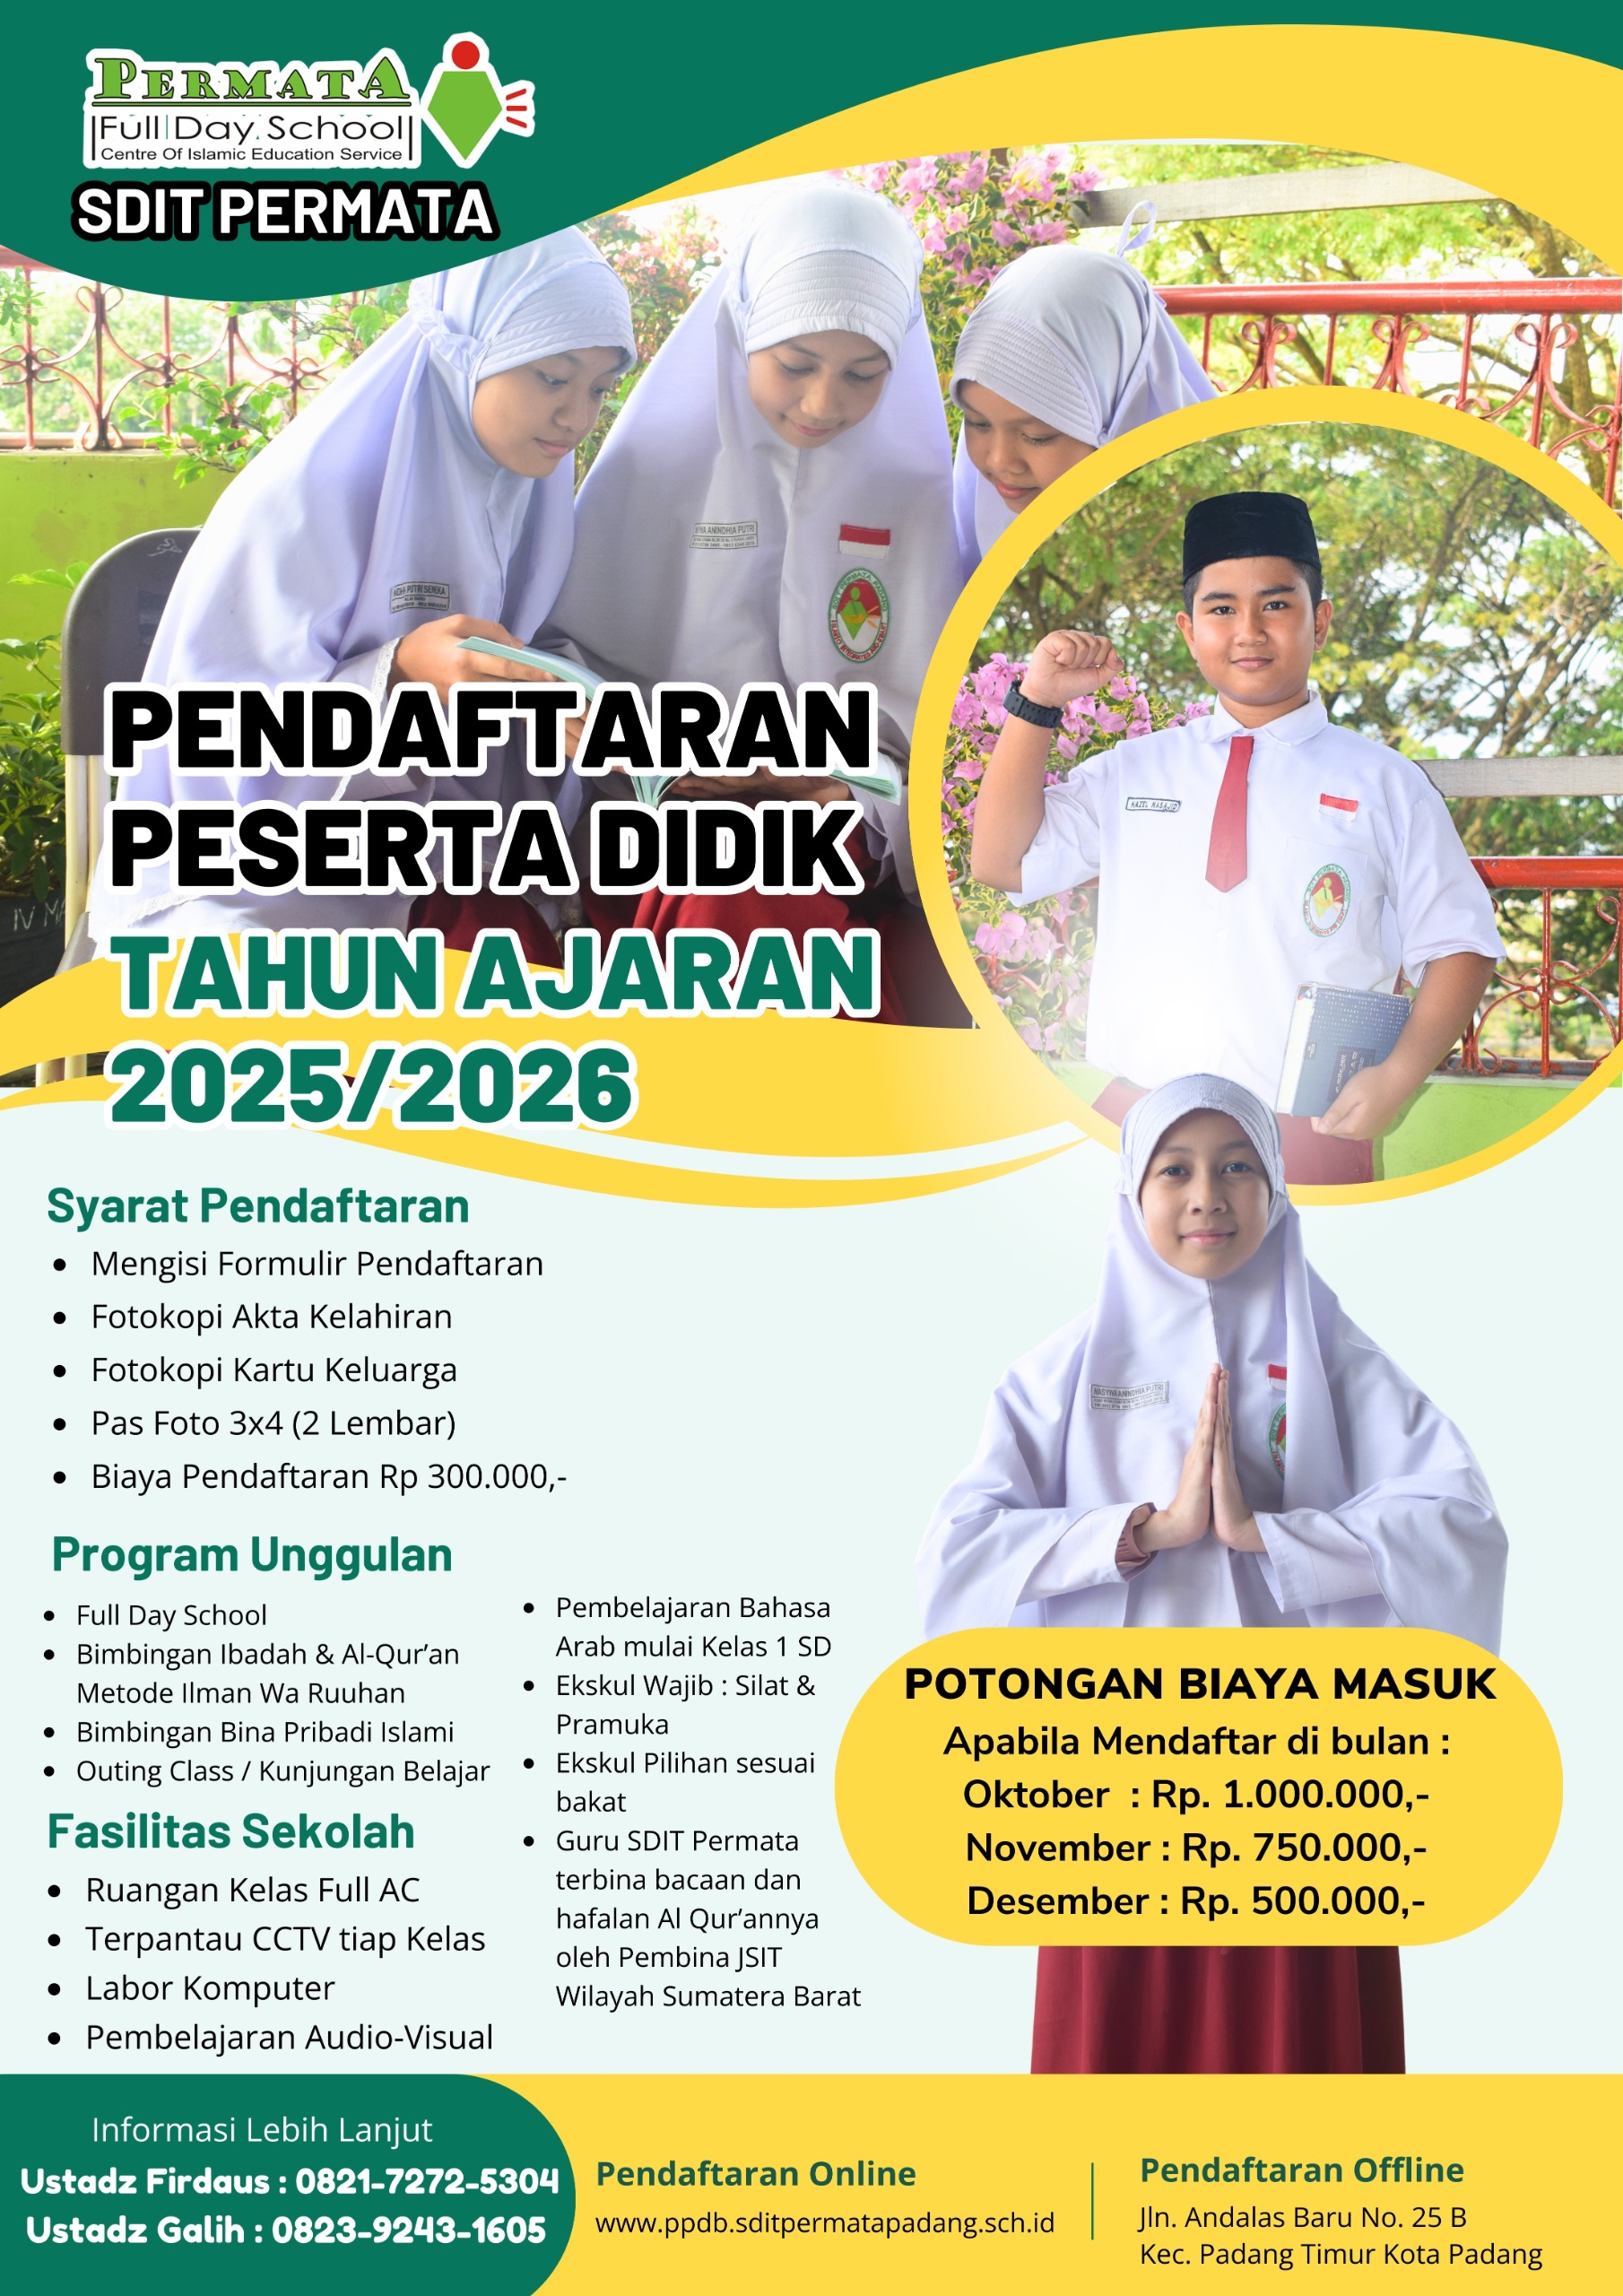 PERMATA
Full Day School
Centre Of Islamic Education Service
SDIT PERMATA
PENDAFTARAN
PESERTA DIDIK
TAHUN AJARAN
2025/2026
Syarat Pendaftaran
• Mengisi Formulir Pendaftaran
• Fotokopi Akta Kelahiran
• Fotokopi Kartu Keluarga
• Pas Foto 3x4 (2 Lembar)
• Biaya Pendaftaran Rp 300.000,-
Program Unggulan
• Full Day School
• Bimbingan Ibadah & Al-Qur’an
Metode Ilman Wa Ruuhan
• Bimbingan Bina Pribadi Islami
• Outing Class / Kunjungan Belajar
• Pembelajaran Bahasa
Arab mulai Kelas 1 SD
• Ekskul Wajib : Silat &
Pramuka
• Ekskul Pilihan sesuai
bakat
• Guru SDIT Permata
terbina bacaan dan
hafalan Al Qur’annya
oleh Pembina JSIT
Wilayah Sumatera Barat
Fasilitas Sekolah
• Ruangan Kelas Full AC
• Terpantau CCTV tiap Kelas
• Labor Komputer
• Pembelajaran Audio-Visual
POTONGAN BIAYA MASUK
Apabila Mendaftar di bulan :
Oktober : Rp. 1.000.000,-
November : Rp. 750.000,-
Desember : Rp. 500.000,-
Informasi Lebih Lanjut
Ustadz Firdaus : 0821-7272-5304
Ustadz Galih : 0823-9243-1605
Pendaftaran Online
www.ppdb.sditpermatapadang.sch.id
Pendaftaran Offline
Jln. Andalas Baru No. 25 B
Kec. Padang Timur Kota Padang